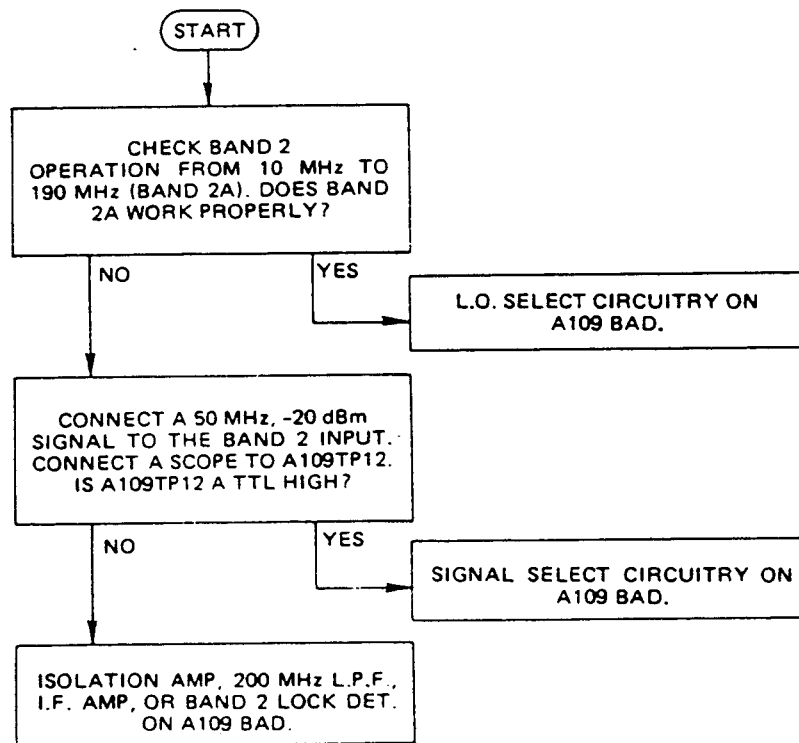 START
CHECK BAND 2
OPERATION FROM 10 MHz TO
190 MHz (BAND 2A). DOES BAND
2A WORK PROPERLY?
NO
YES
L.O. SELECT CIRCUITRY ON
A109 BAD.
CONNECT A 50 MHz, -20 dBm
SIGNAL TO THE BAND 2 INPUT.
CONNECT A SCOPE TO A109TP12.
IS A109TP12 A TTL HIGH?
NO
YES
SIGNAL SELECT CIRCUITRY ON
A109 BAD.
ISOLATION AMP, 200 MHz L.P.F.,
I.F. AMP, OR BAND 2 LOCK DET.
ON A109 BAD.